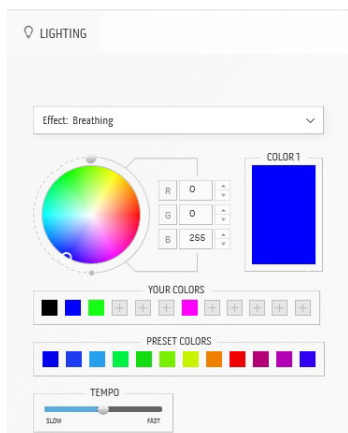 LIGHTING
Effect: Breathing
COLOR 1
R 0
G 0
B 255
YOUR COLORS
PRESET COLORS
TEMPO
SLOW FAST